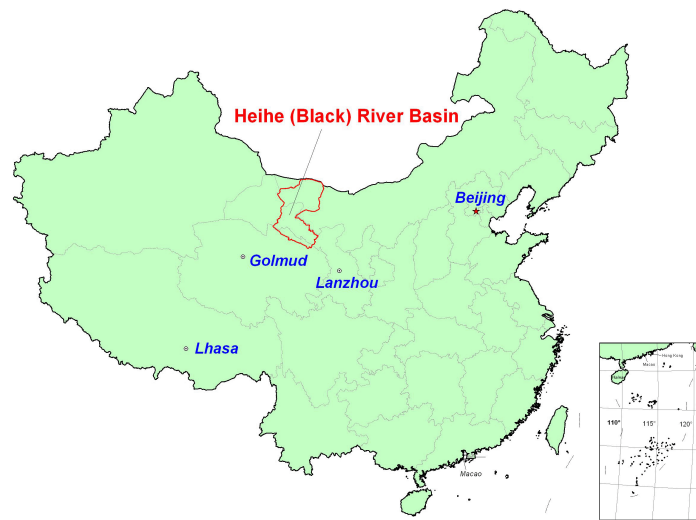 Heihe (Black) River Basin
Beijing
Golmud
Lanzhou
Lhasa
Macao
Hong Kong
Macao
110°
115°
120°